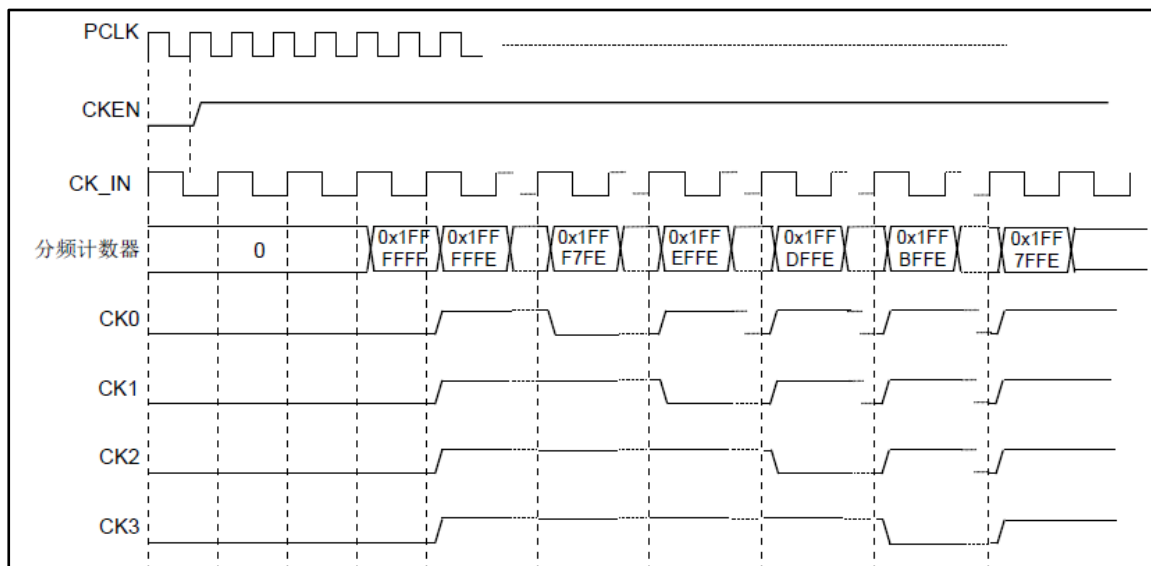 PCLK
CKEN
CK_IN
分频计数器
0
0x1FF
FFFF
0x1FF
FFFE
0x1FF
F7FE
0x1FF
EFFE
0x1FF
DFFE
0x1FF
BFFE
0x1FF
7FFE
CK0
CK1
CK2
CK3